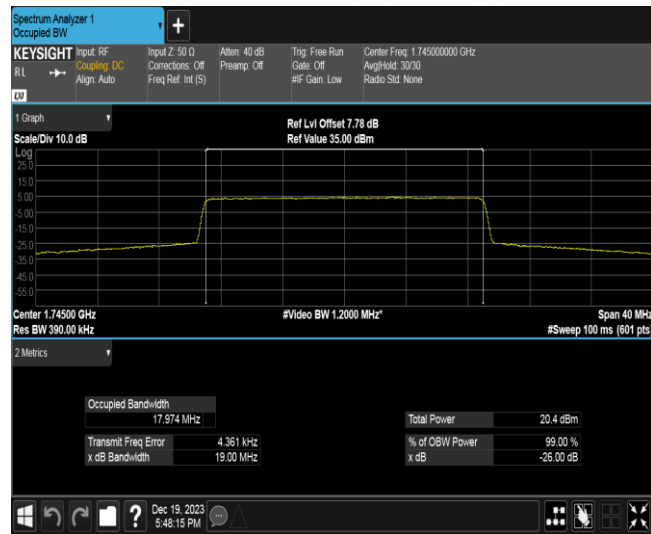 Spectrum Analyzer 1
Occupied BW
+
KEYSIGHT Input: RF Input Z: 50 Ω Atten: 40 dB Trig: Free Run Center Freq: 1.745000000 GHz
RL Coupling: DC Corrections: Off Preamp: Off Gate: Off Avg|Hold: 30/30
Align: Auto Freq Ref: Int (S) #IF Gain: Low Radio Std: None
LXI
1 Graph
Ref Lvl Offset 7.78 dB
Scale/Div 10.0 dB Ref Value 35.00 dBm
Log
25.0
15.0
5.00
-5.00
-15.0
-25.0
-35.0
-45.0
-55.0
Center 1.74500 GHz #Video BW 1.2000 MHz* Span 40 MHz
Res BW 390.00 kHz #Sweep 100 ms (601 pts
2 Metrics
Occupied Bandwidth
17.974 MHz Total Power 20.4 dBm
Transmit Freq Error 4.361 kHz % of OBW Power 99.00 %
x dB Bandwidth 19.00 MHz x dB -26.00 dB
? Dec 19, 2023
5:48:15 PM